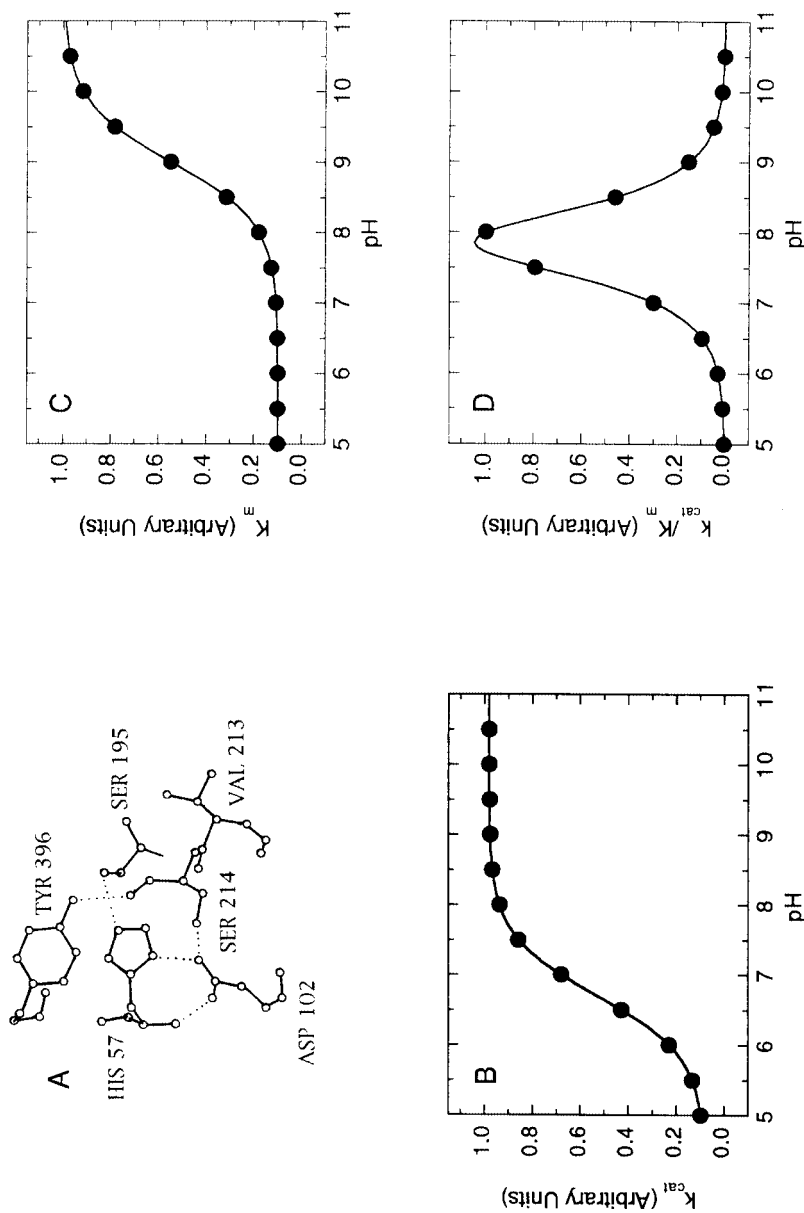 A
TYR 396
HIS 57
SER 195
SER 214
VAL 213
ASP 102
C
K_m (Arbitrary Units)
1.0
0.8
0.6
0.4
0.2
0.0
5 6 7 8 9 10 11
pH
B
k_cat (Arbitrary Units)
1.0
0.8
0.6
0.4
0.2
0.0
5 6 7 8 9 10 11
pH
D
k_cat/K_m (Arbitrary Units)
1.0
0.8
0.6
0.4
0.2
0.0
5 6 7 8 9 10 11
pH